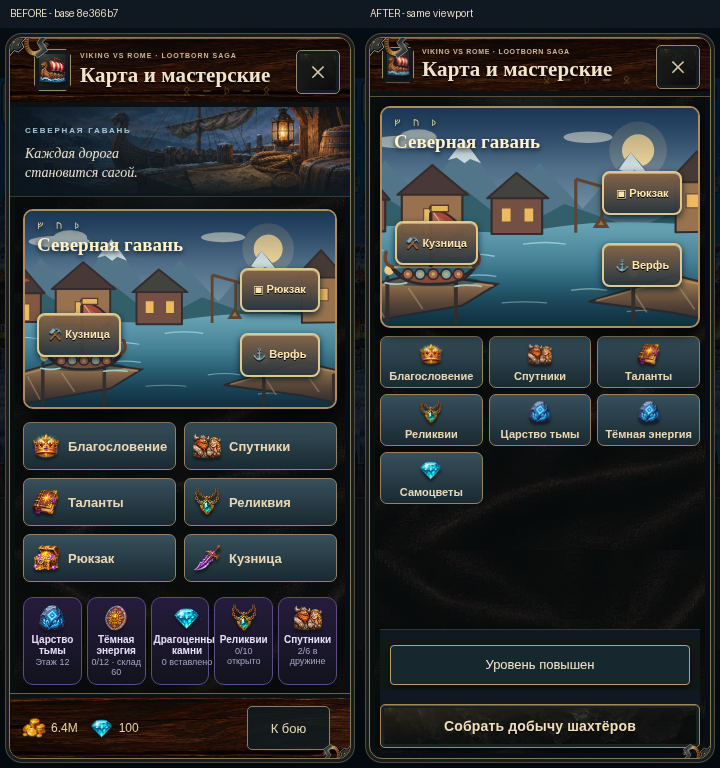 BEFORE - base 8e366b7
VIKING VS ROME · LOOTBORN SAGA
Карта и мастерские
СЕВЕРНАЯ ГАВАНЬ
Каждая дорога
становится сагой.
ᚠ ᚢ ᚦ
Северная гавань
Рюкзак
Кузница
Верфь
Благословение
Спутники
Таланты
Реликвия
Рюкзак
Кузница
Царство тьмы
Этаж 12
Тёмная энергия
0/12 · склад 60
Драгоценны камни
0 вставлено
Реликвии
0/10 открыто
Спутники
2/6 в дружине
6.4M
100
К бою
AFTER - same viewport
VIKING VS ROME · LOOTBORN SAGA
Карта и мастерские
ᚠ ᚢ ᚦ
Северная гавань
Рюкзак
Кузница
Верфь
Благословение
Спутники
Таланты
Реликвии
Царство тьмы
Тёмная энергия
Самоцветы
Уровень повышен
Собрать добычу шахтёров